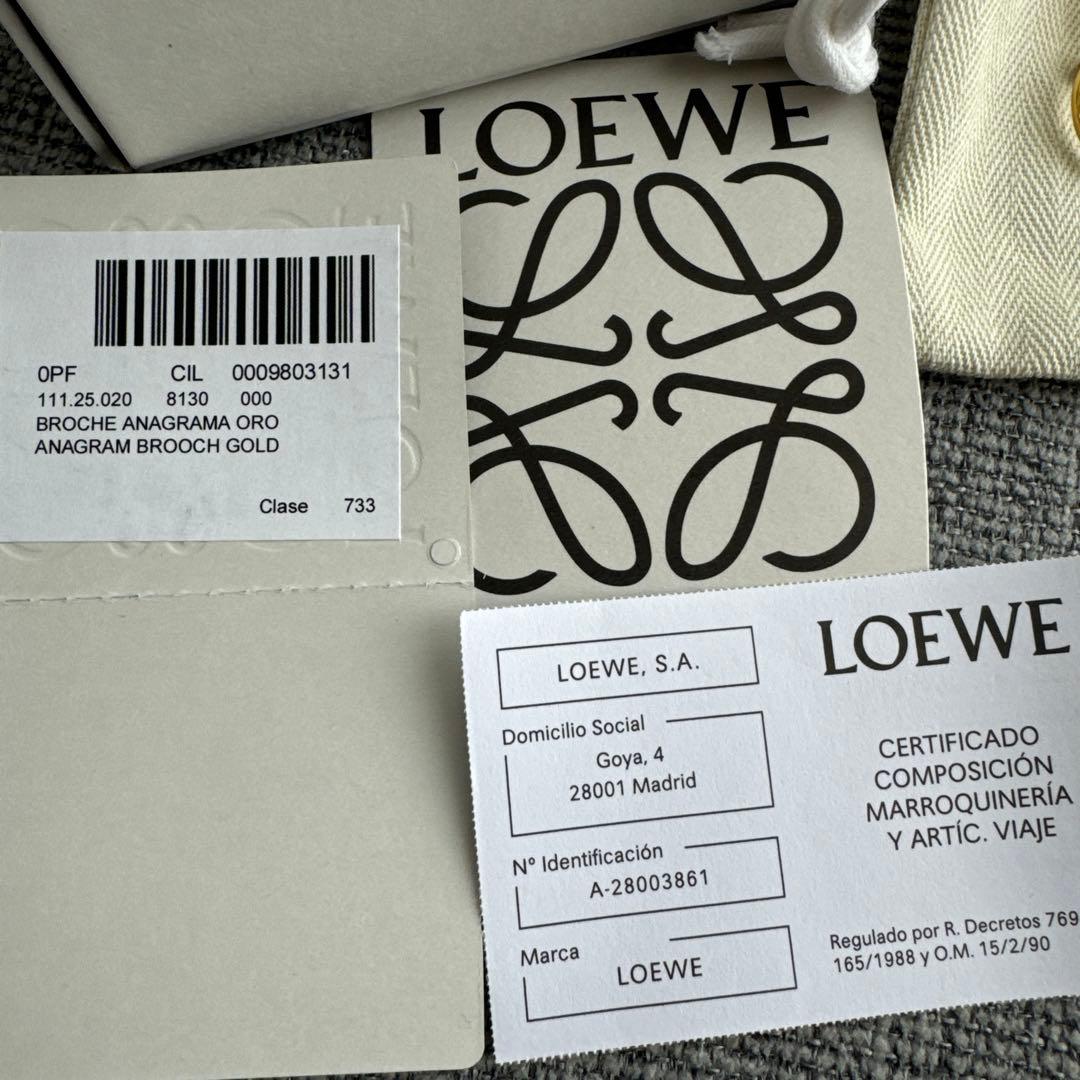 LOEWE
0PF CIL 0009803131
111.25.020 8130 000
BROCHE ANAGRAMA ORO
ANAGRAM BROOCH GOLD
Clase 733
LOEWE, S.A.
Domicilio Social
Goya, 4
28001 Madrid
Nº Identificación
A-28003861
Marca
LOEWE
LOEWE
CERTIFICADO
COMPOSICIÓN
MARROQUINERÍA
Y ARTÍC. VIAJE
Regulado por R. Decretos 769
165/1988 y O.M. 15/2/90